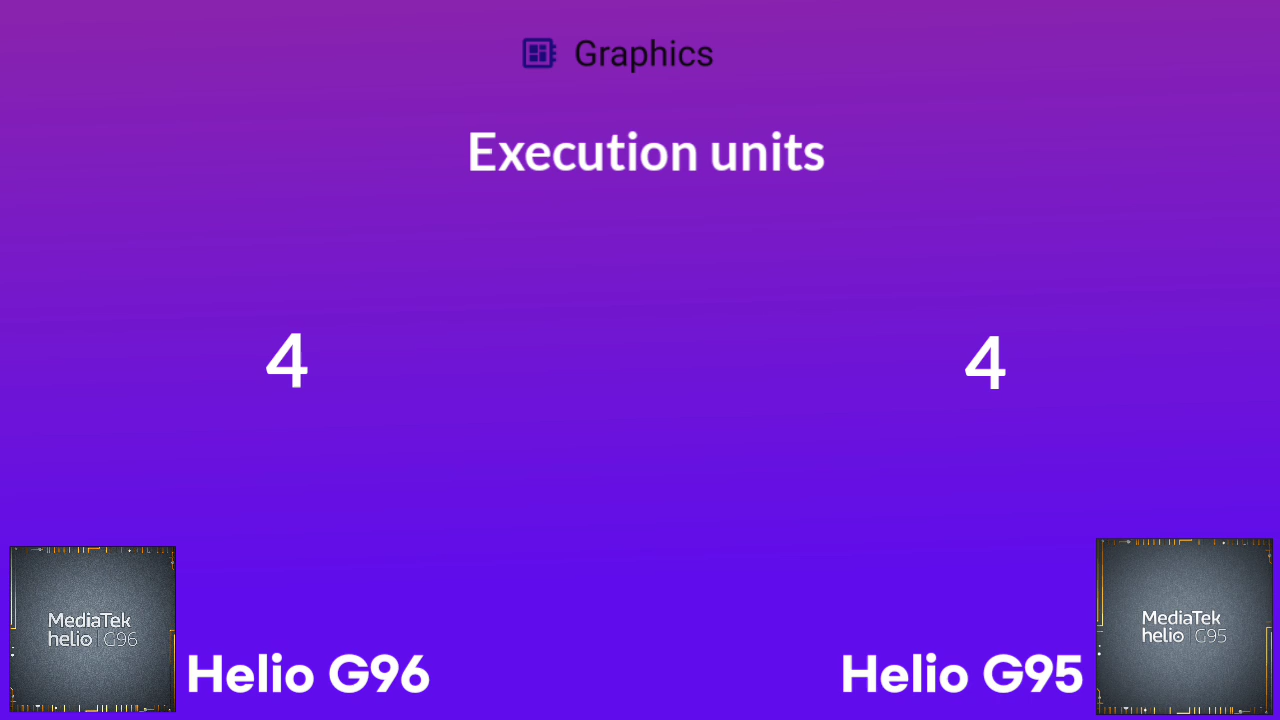 Graphics
Execution units
4
4
MediaTek
helio G96
Helio G96
Helio G95
MediaTek
helio G95